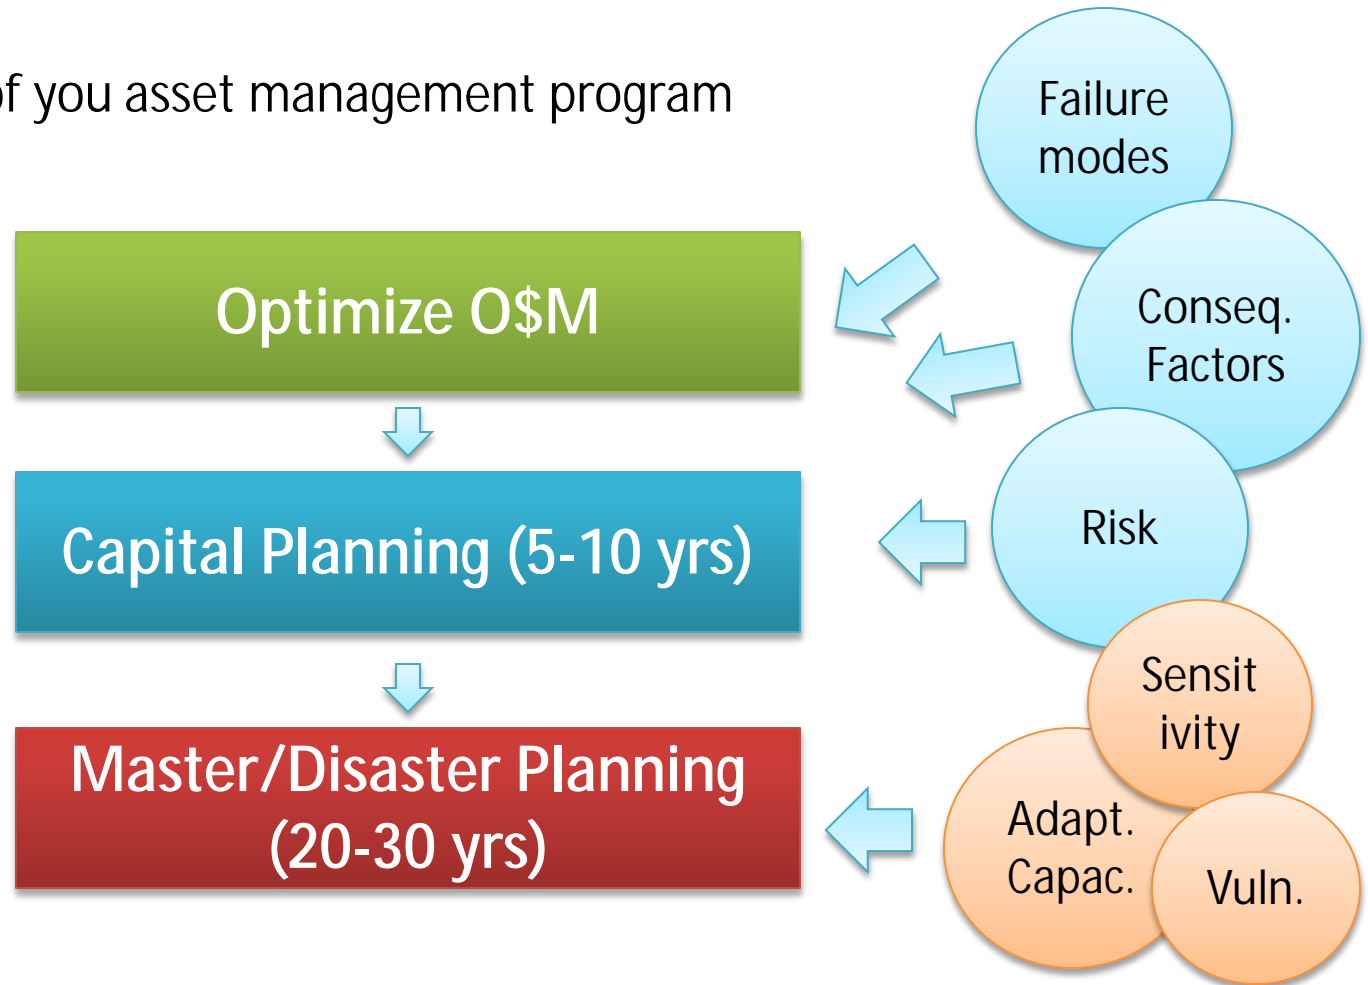 of you asset management program
Failure
modes
Optimize O$M
Conseq.
Factors
Capital Planning (5-10 yrs)
Risk
Sensit
ivity
Master/Disaster Planning
(20-30 yrs)
Adapt.
Capac.
Vuln.